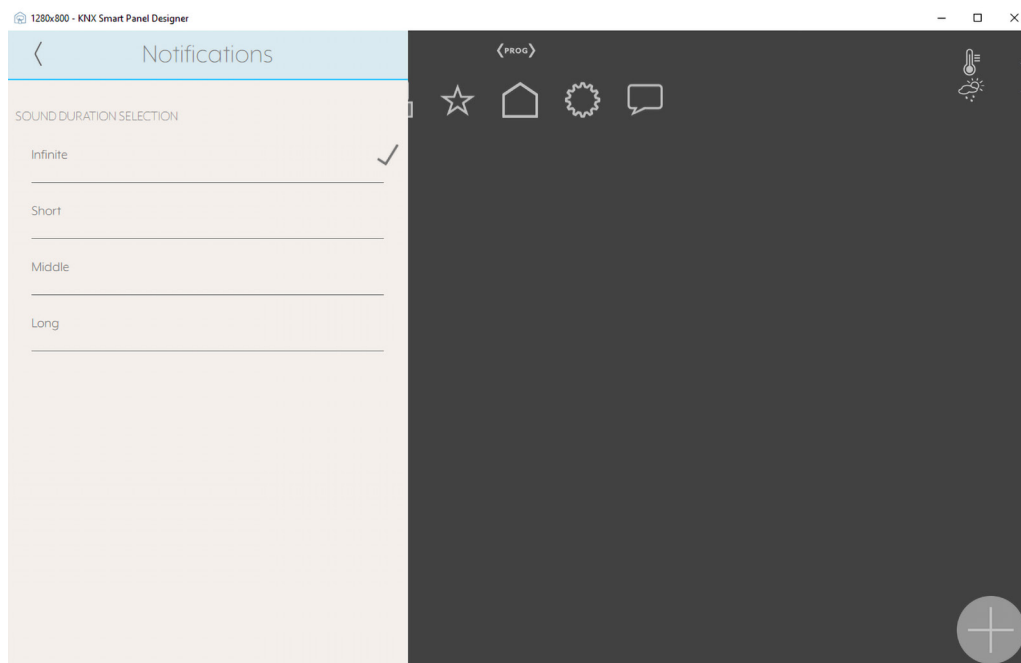 1280x800 - KNX Smart Panel Designer
Notifications
PROG
SOUND DURATION SELECTION
Infinite
Short
Middle
Long